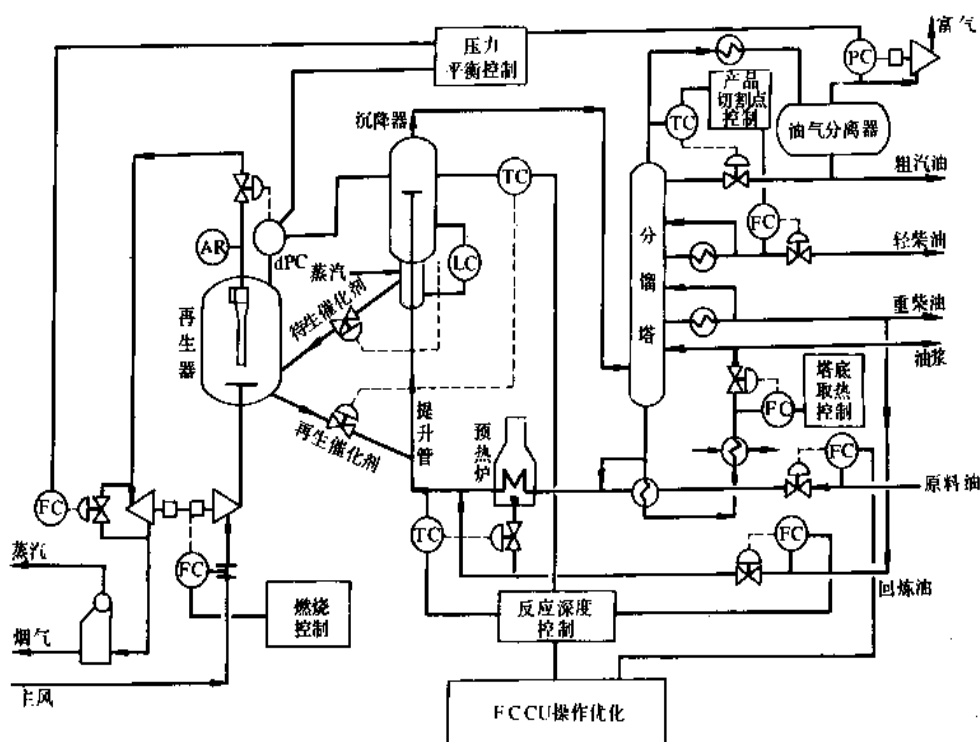 富气
压力
平衡控制
PC
产品
切割点
控制
沉降器
TC
油气分离器
TC
粗汽油
AR
dPC
分
馏
塔
FC
轻柴油
LC
蒸汽
待生催化剂
再
生
器
重柴油
油浆
塔底
取热
控制
FC
提
升
管
预
热
炉
再生催化剂
FC
原料油
FC
TC
FC
蒸汽
FC
回炼油
燃烧
控制
反应深度
控制
烟气
主风
FCCU操作优化